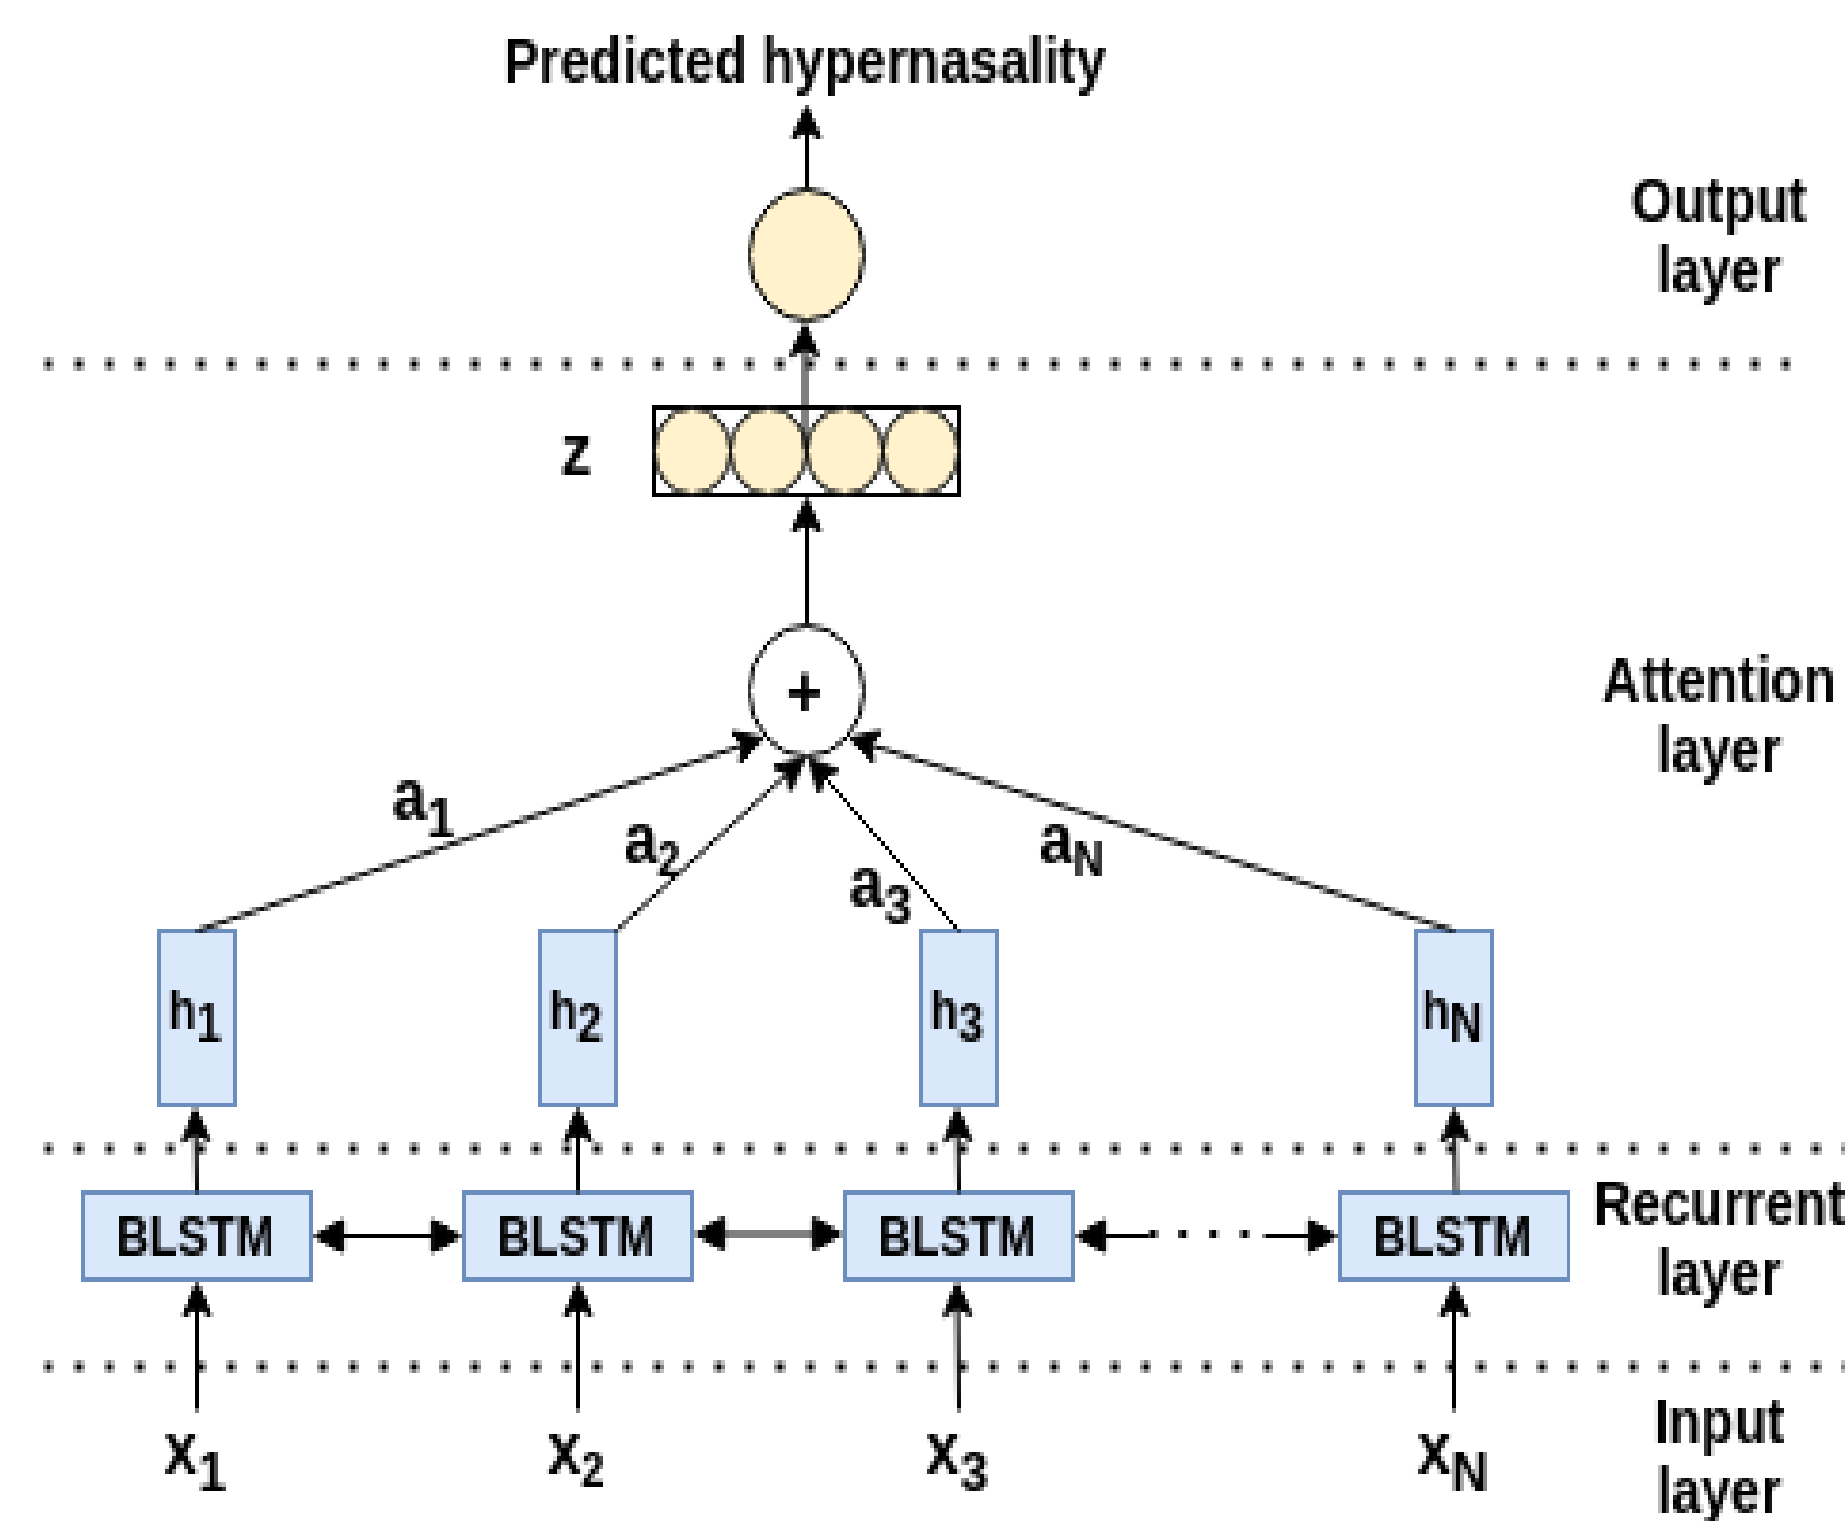 Predicted hypernasality
Output
layer
z
+
Attention
layer
a1
a2
a3
aN
h1
h2
h3
hN
BLSTM
BLSTM
BLSTM
BLSTM
Recurrent
layer
x1
x2
x3
xN
Input
layer